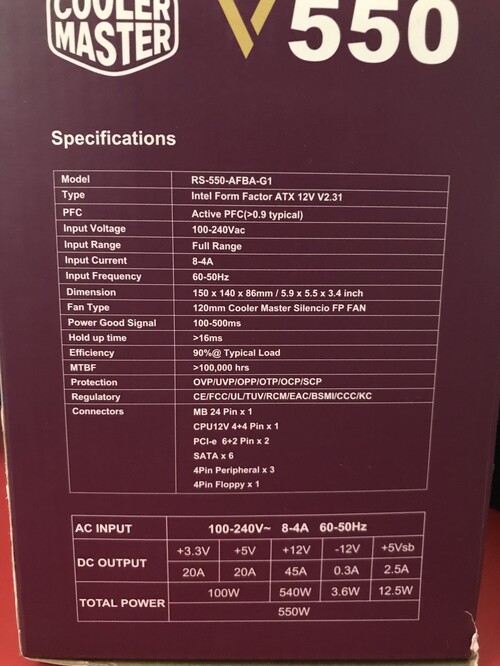 COOLER
MASTER
V550
Specifications
Model RS-550-AFBA-G1
Type Intel Form Factor ATX 12V V2.31
PFC Active PFC(>0.9 typical)
Input Voltage 100-240Vac
Input Range Full Range
Input Current 8-4A
Input Frequency 60-50Hz
Dimension 150 x 140 x 86mm / 5.9 x 5.5 x 3.4 inch
Fan Type 120mm Cooler Master Silencio FP FAN
Power Good Signal 100-500ms
Hold up time >16ms
Efficiency 90%@ Typical Load
MTBF >100,000 hrs
Protection OVP/UVP/OPP/OTP/OCP/SCP
Regulatory CE/FCC/UL/TUV/RCM/EAC/BSMI/CCC/KC
Connectors MB 24 Pin x 1
CPU12V 4+4 Pin x 1
PCI-e 6+2 Pin x 2
SATA x 6
4Pin Peripheral x 3
4Pin Floppy x 1
AC INPUT 100-240V~ 8-4A 60-50Hz
DC OUTPUT +3.3V +5V +12V -12V +5Vsb
20A 20A 45A 0.3A 2.5A
TOTAL POWER 100W 540W 3.6W 12.5W
550W